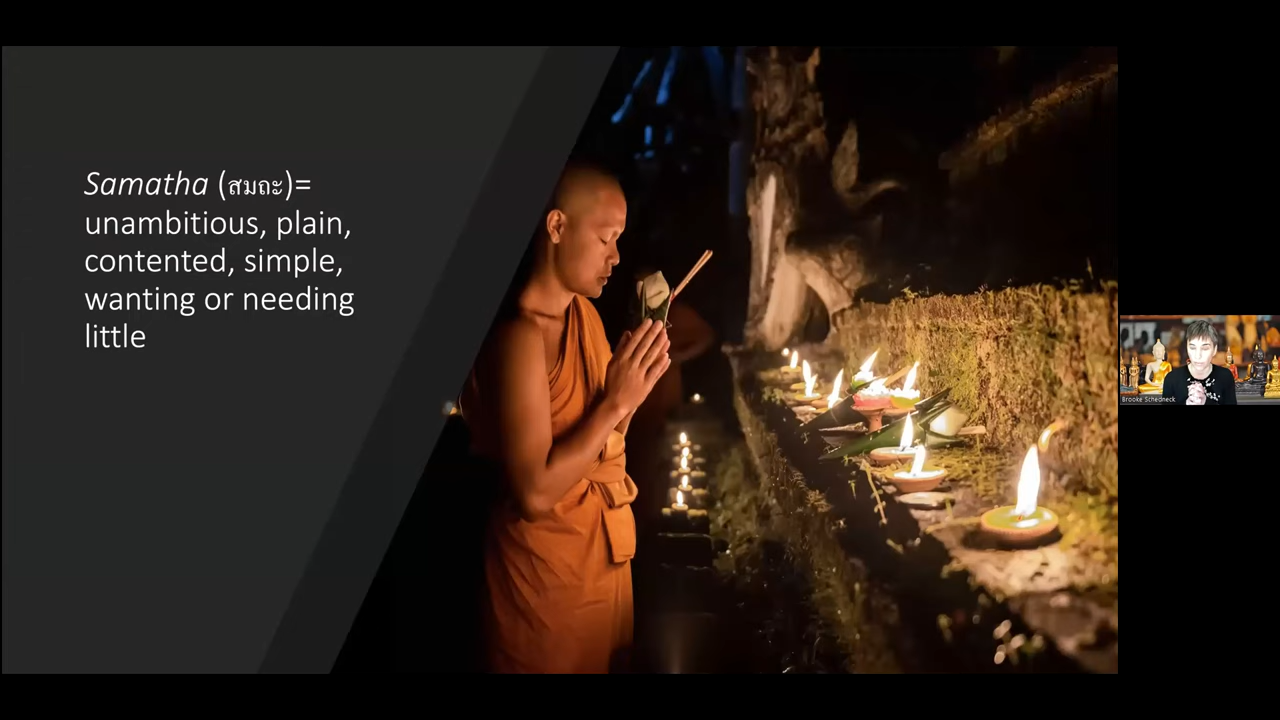 Samatha (สมถะ)=
unambitious, plain,
contented, simple,
wanting or needing
little
Brooke Schedneck